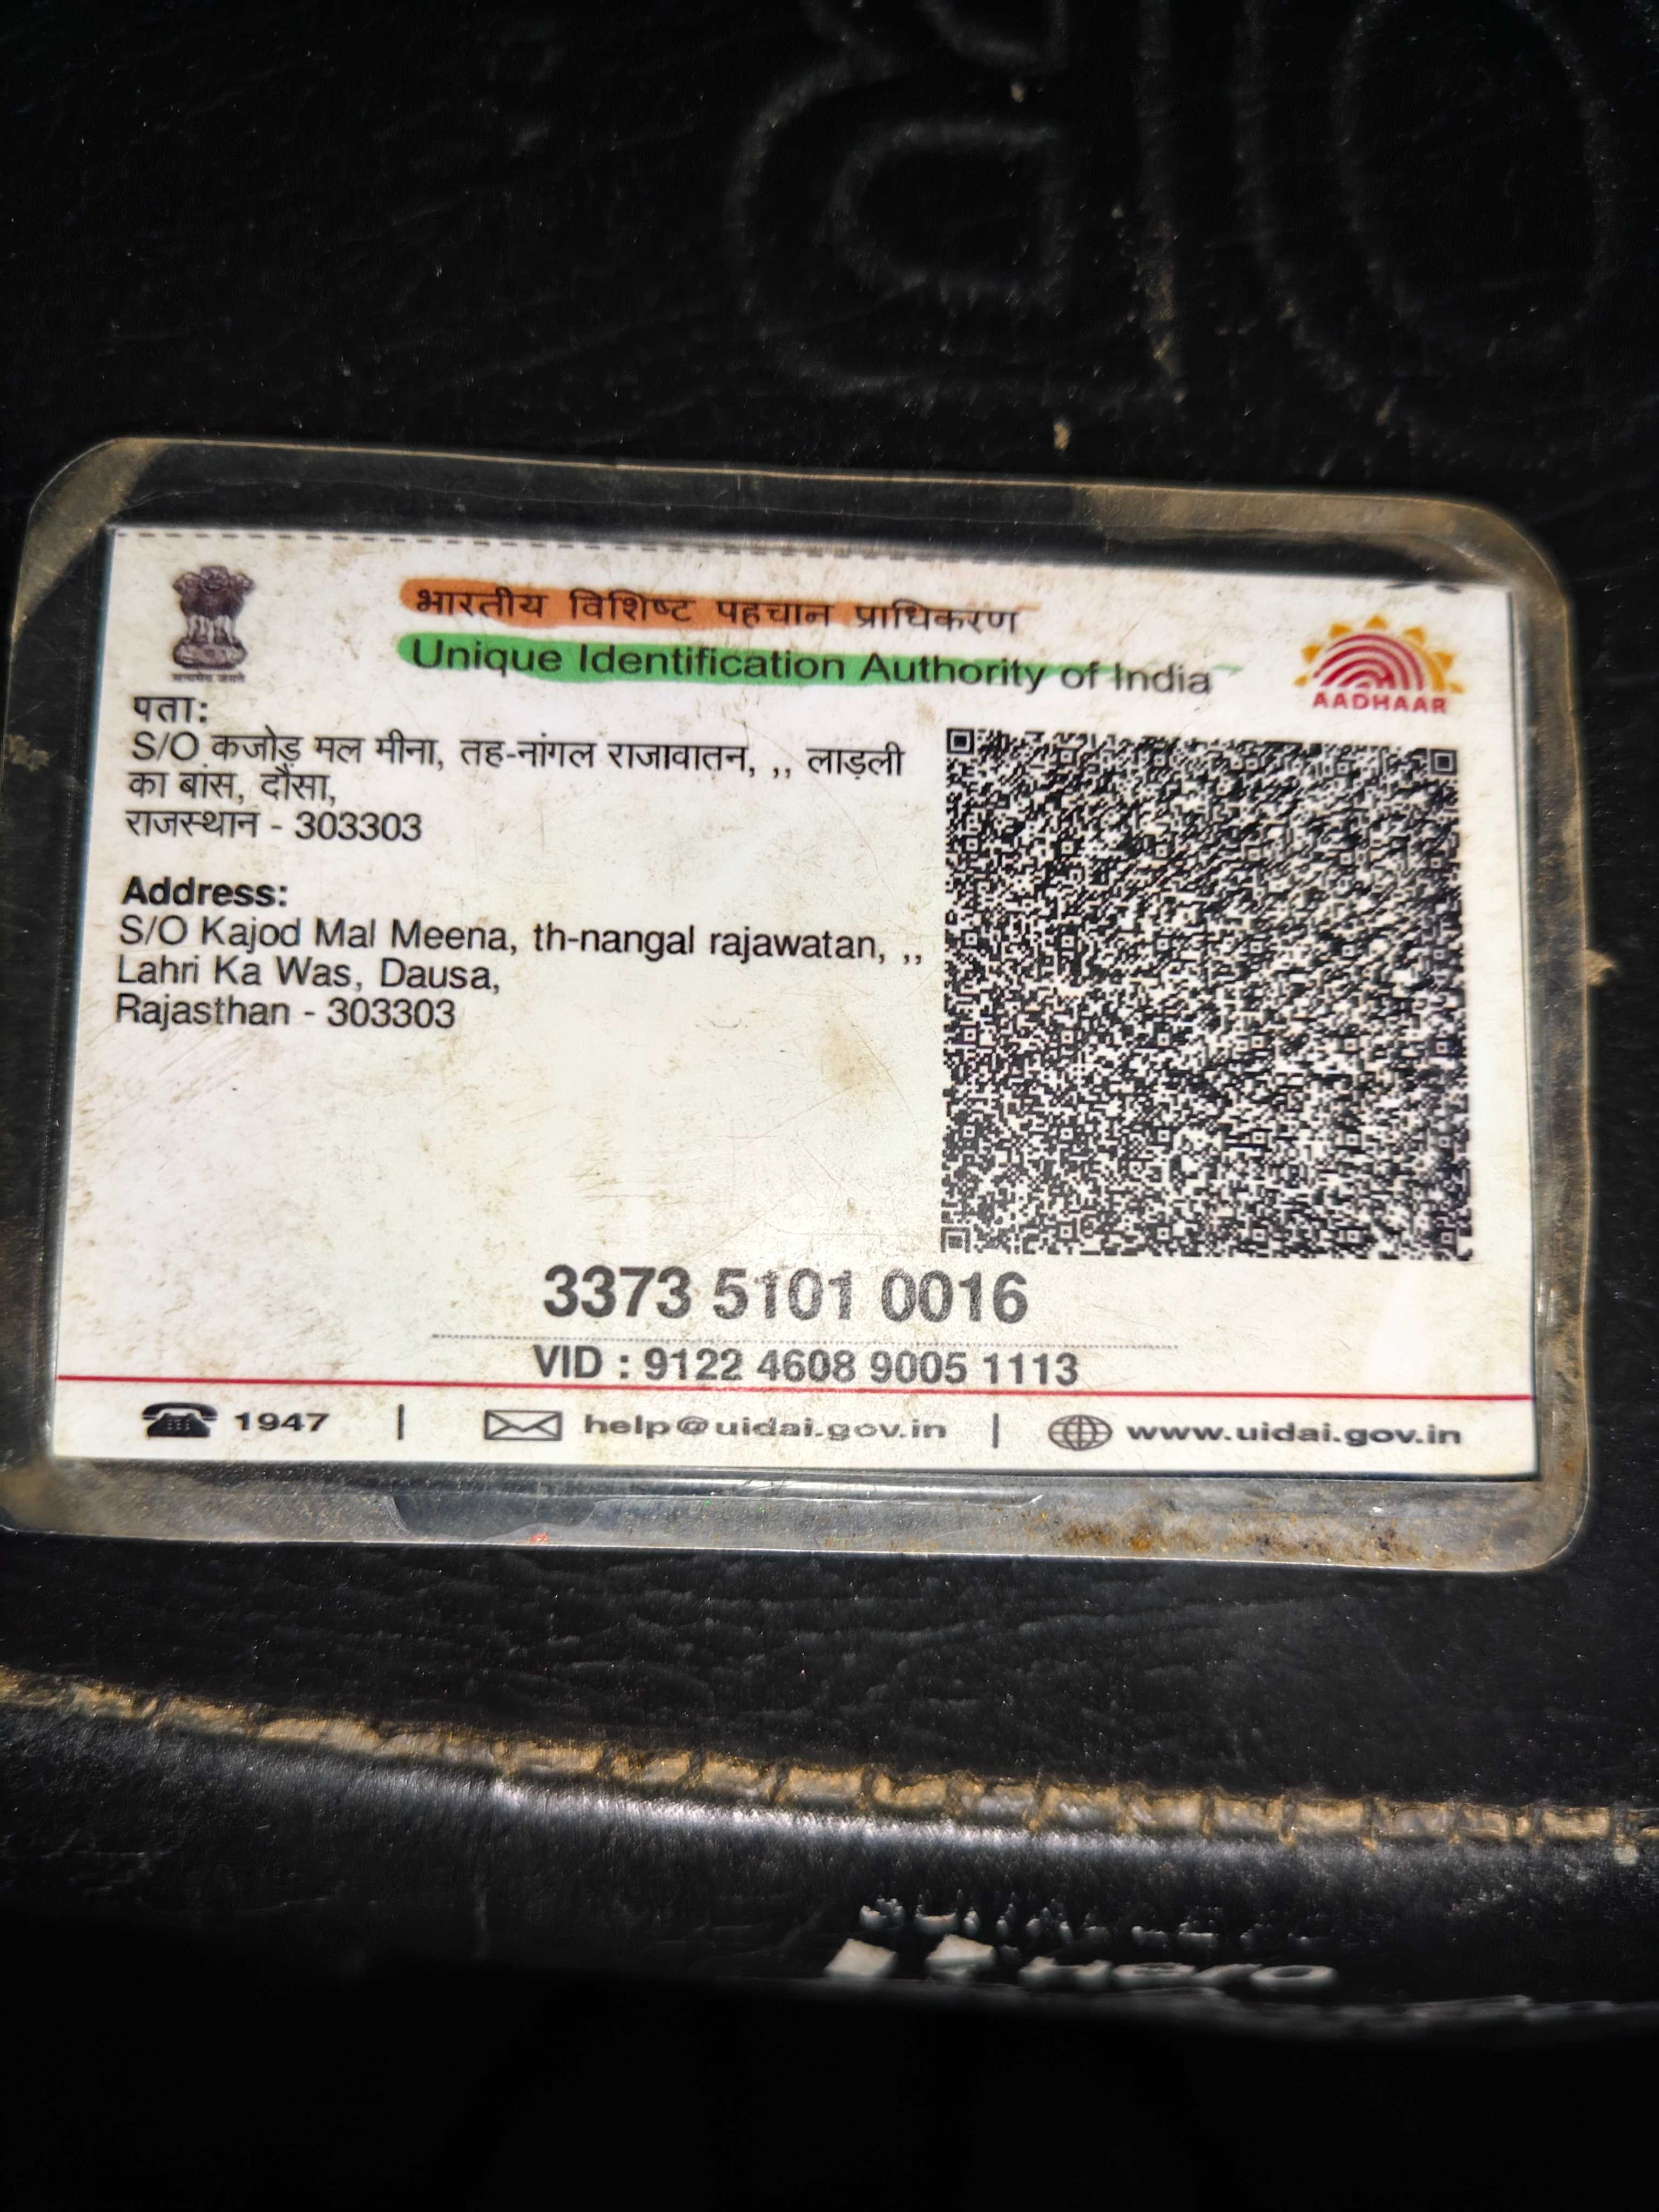 भारतीय विशिष्ट पहचान प्राधिकरण
Unique Identification Authority of India
सत्यमेव जयते
AADHAAR
पता:
S/O कजोड़ मल मीना, तह-नांगल राजावातन, ,, लाड़ली
का बांस, दौसा,
राजस्थान - 303303
Address:
S/O Kajod Mal Meena, th-nangal rajawatan, ,,
Lahri Ka Was, Dausa,
Rajasthan - 303303
3373 5101 0016
VID : 9122 4608 9005 1113
1947 | help@uidai.gov.in | www.uidai.gov.in
Hero